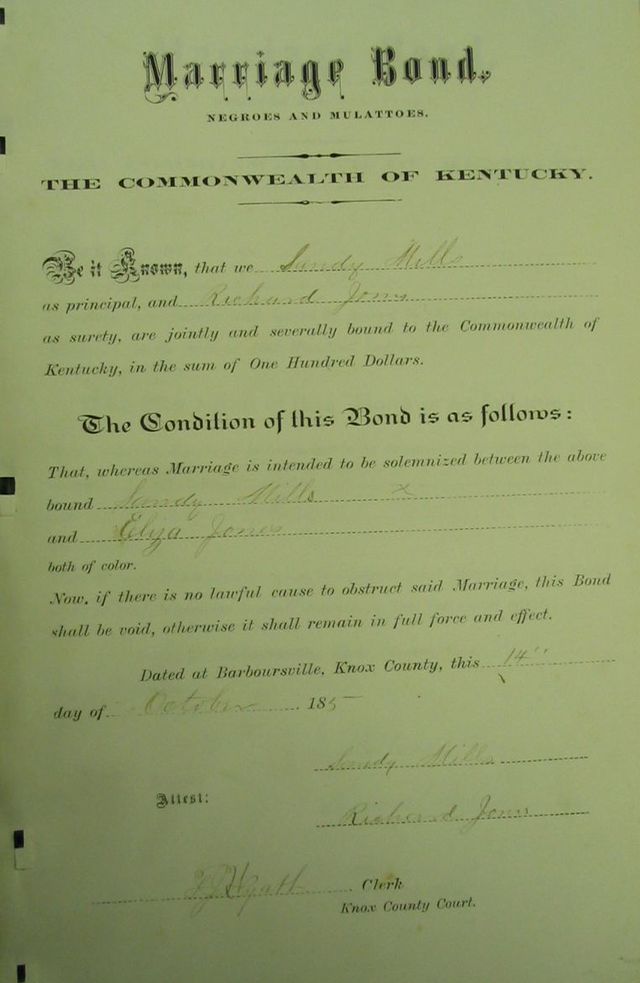 Marriage Bond.
NEGROES AND MULATTOES.
THE COMMONWEALTH OF KENTUCKY.
Be it Known, that we Sandy Mills
as principal, and Richard Jones
as surety, are jointly and severally bound to the Commonwealth of
Kentucky, in the sum of One Hundred Dollars.
The Condition of this Bond is as follows:
That, whereas Marriage is intended to be solemnized between the above
bound Sandy Mills
and Eliza Jones
both of color.
Now, if there is no lawful cause to obstruct said Marriage, this Bond
shall be void, otherwise it shall remain in full force and effect.
Dated at Barboursville, Knox County, this 14"
day of October 185
Sandy Mills
Attest:
Richard Jones
Clerk
Knox County Court.